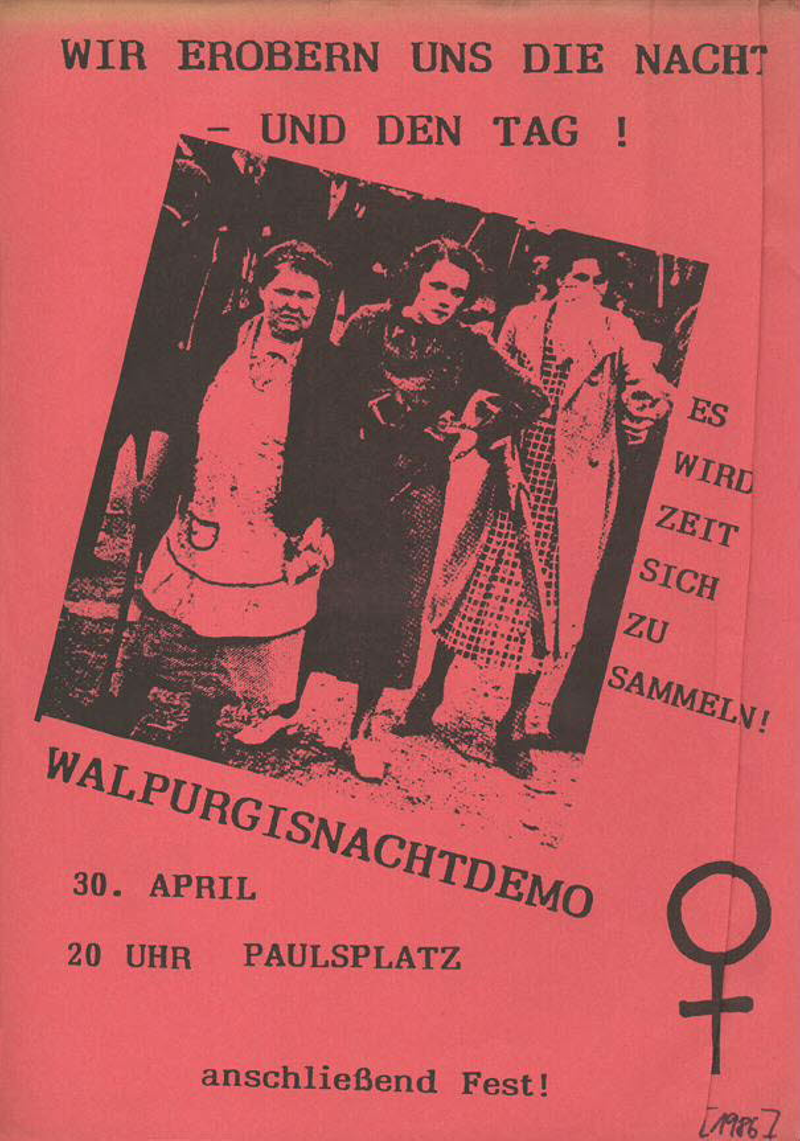 WIR EROBERN UNS DIE NACHT
- UND DEN TAG !
ES
WIRD
ZEIT
SICH
ZU
SAMMELN!
WALPURGISNACHTDEMO
30. APRIL
20 UHR PAULSPLATZ
anschließend Fest!
[1986]